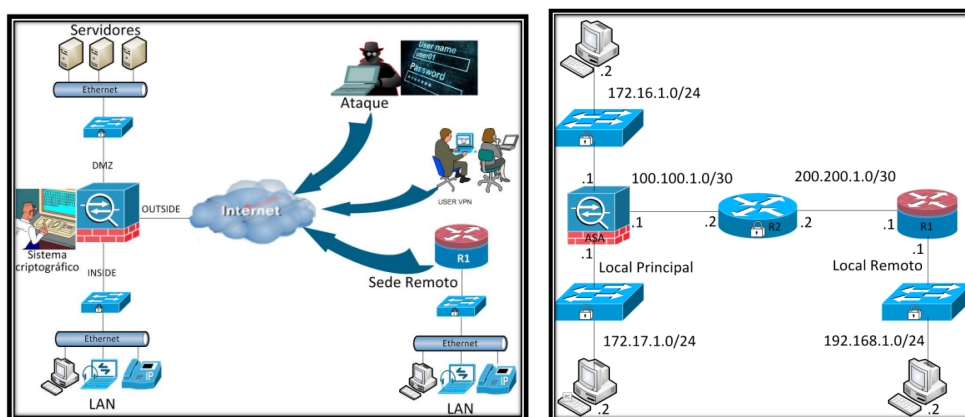 Servidores
Ethernet
DMZ
Sistema
criptográfico
OUTSIDE
INSIDE
Ethernet
LAN
Internet
User name
user01
Password
*******
Ataque
USER VPN
R1
Sede Remoto
Ethernet
LAN
IP
IP
.2
172.16.1.0/24
.1
100.100.1.0/30
200.200.1.0/30
ASA
.1
.2
R2
.2
.1
R1
.1
.1
Local Principal
Local Remoto
172.17.1.0/24
192.168.1.0/24
.2
.2